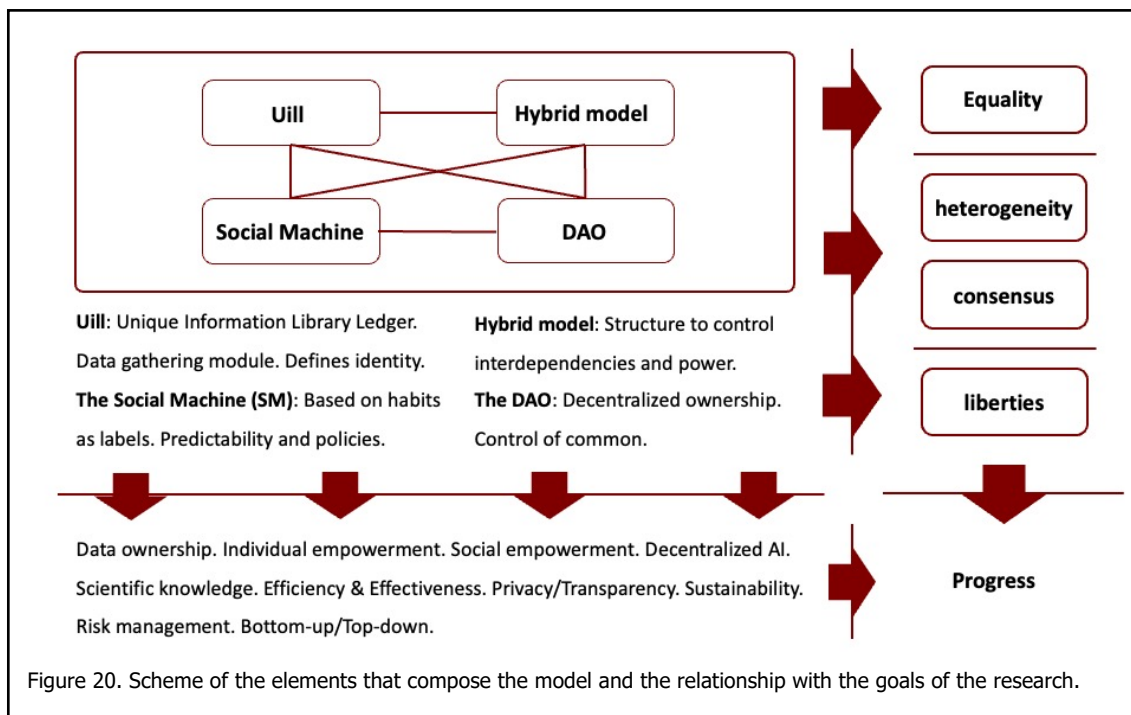 Uill
Hybrid model
Social Machine
DAO
Uill: Unique Information Library Ledger.
Data gathering module. Defines identity.
The Social Machine (SM): Based on habits
as labels. Predictability and policies.
Hybrid model: Structure to control
interdependencies and power.
The DAO: Decentralized ownership.
Control of common.
Equality
heterogeneity
consensus
liberties
Data ownership. Individual empowerment. Social empowerment. Decentralized AI.
Scientific knowledge. Efficiency & Effectiveness. Privacy/Transparency. Sustainability.
Risk management. Bottom-up/Top-down.
Progress
Figure 20. Scheme of the elements that compose the model and the relationship with the goals of the research.